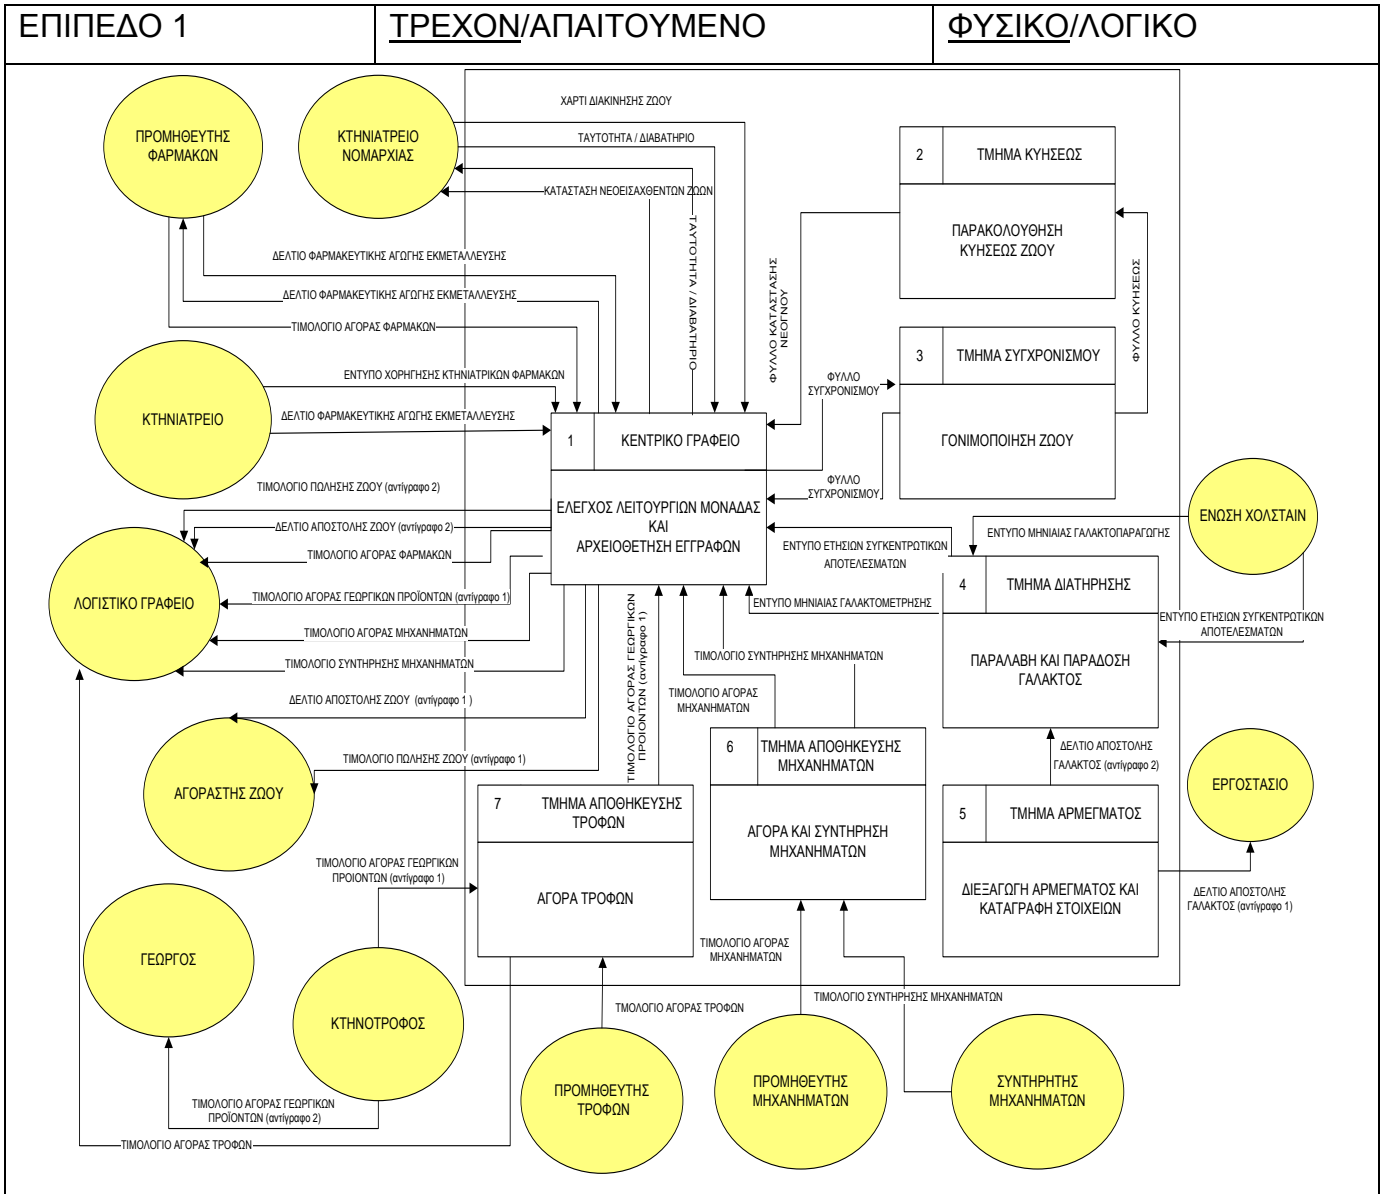 ΕΠΙΠΕΔΟ 1
ΤΡΕΧΟΝ/ΑΠΑΙΤΟΥΜΕΝΟ
ΦΥΣΙΚΟ/ΛΟΓΙΚΟ
ΠΡΟΜΗΘΕΥΤΗΣ
ΦΑΡΜΑΚΩΝ
ΚΤΗΝΙΑΤΡΕΙΟ
ΝΟΜΑΡΧΙΑΣ
ΧΑΡΤΙ ΔΙΑΚΙΝΗΣΗΣ ΖΩΟΥ
ΤΑΥΤΟΤΗΤΑ / ΔΙΑΒΑΤΗΡΙΟ
ΚΑΤΑΣΤΑΣΗ ΝΕΟΕΙΣΑΧΘΕΝΤΩΝ ΖΩΩΝ
ΤΑΥΤΟΤΗΤΑ / ΔΙΑΒΑΤΗΡΙΟ
2
ΤΜΗΜΑ ΚΥΗΣΕΩΣ
ΠΑΡΑΚΟΛΟΥΘΗΣΗ
ΚΥΗΣΕΩΣ ΖΩΟΥ
ΦΥΛΛΟ ΚΑΤΑΣΤΑΣΗΣ
ΝΕΟΓΝΟΥ
ΦΥΛΛΟ ΚΥΗΣΕΩΣ
ΔΕΛΤΙΟ ΦΑΡΜΑΚΕΥΤΙΚΗΣ ΑΓΩΓΗΣ ΕΚΜΕΤΑΛΛΕΥΣΗΣ
ΔΕΛΤΙΟ ΦΑΡΜΑΚΕΥΤΙΚΗΣ ΑΓΩΓΗΣ ΕΚΜΕΤΑΛΛΕΥΣΗΣ
ΤΙΜΟΛΟΓΙΟ ΑΓΟΡΑΣ ΦΑΡΜΑΚΩΝ
3
ΤΜΗΜΑ ΣΥΓΧΡΟΝΙΣΜΟΥ
ΓΟΝΙΜΟΠΟΙΗΣΗ ΖΩΟΥ
ΦΥΛΛΟ
ΣΥΓΧΡΟΝΙΣΜΟΥ
ΚΤΗΝΙΑΤΡΕΙΟ
ΕΝΤΥΠΟ ΧΟΡΗΓΗΣΗΣ ΚΤΗΝΙΑΤΡΙΚΩΝ ΦΑΡΜΑΚΩΝ
ΔΕΛΤΙΟ ΦΑΡΜΑΚΕΥΤΙΚΗΣ ΑΓΩΓΗΣ ΕΚΜΕΤΑΛΛΕΥΣΗΣ
1
ΚΕΝΤΡΙΚΟ ΓΡΑΦΕΙΟ
ΕΛΕΓΧΟΣ ΛΕΙΤΟΥΡΓΙΩΝ ΜΟΝΑΔΑΣ
ΚΑΙ
ΑΡΧΕΙΟΘΕΤΗΣΗ ΕΓΓΡΑΦΩΝ
ΦΥΛΛΟ
ΣΥΓΧΡΟΝΙΣΜΟΥ
ΤΙΜΟΛΟΓΙΟ ΠΩΛΗΣΗΣ ΖΩΟΥ (αντίγραφο 2)
ΔΕΛΤΙΟ ΑΠΟΣΤΟΛΗΣ ΖΩΟΥ (αντίγραφο 2)
ΤΙΜΟΛΟΓΙΟ ΑΓΟΡΑΣ ΦΑΡΜΑΚΩΝ
ΛΟΓΙΣΤΙΚΟ ΓΡΑΦΕΙΟ
ΤΙΜΟΛΟΓΙΟ ΑΓΟΡΑΣ ΓΕΩΡΓΙΚΩΝ ΠΡΟΪΟΝΤΩΝ (αντίγραφο 1)
ΤΙΜΟΛΟΓΙΟ ΑΓΟΡΑΣ ΜΗΧΑΝΗΜΑΤΩΝ
ΤΙΜΟΛΟΓΙΟ ΣΥΝΤΗΡΗΣΗΣ ΜΗΧΑΝΗΜΑΤΩΝ
ΕΝΩΣΗ ΧΟΛΣΤΑΙΝ
ΕΝΤΥΠΟ ΜΗΝΙΑΙΑΣ ΓΑΛΑΚΤΟΠΑΡΑΓΩΓΗΣ
ΕΝΤΥΠΟ ΕΤΗΣΙΩΝ ΣΥΓΚΕΝΤΡΩΤΙΚΩΝ
ΑΠΟΤΕΛΕΣΜΑΤΩΝ
4
ΤΜΗΜΑ ΔΙΑΤΗΡΗΣΗΣ
ΠΑΡΑΛΑΒΗ ΚΑΙ ΠΑΡΑΔΟΣΗ
ΓΑΛΑΚΤΟΣ
ΕΝΤΥΠΟ ΜΗΝΙΑΙΑΣ ΓΑΛΑΚΤΟΜΕΤΡΗΣΗΣ
ΕΝΤΥΠΟ ΕΤΗΣΙΩΝ ΣΥΓΚΕΝΤΡΩΤΙΚΩΝ
ΑΠΟΤΕΛΕΣΜΑΤΩΝ
ΤΙΜΟΛΟΓΙΟ ΑΓΟΡΑΣ ΓΕΩΡΓΙΚΩΝ
ΠΡΟΙΟΝΤΩΝ (αντίγραφο 1)
ΤΙΜΟΛΟΓΙΟ ΣΥΝΤΗΡΗΣΗΣ ΜΗΧΑΝΗΜΑΤΩΝ
ΤΙΜΟΛΟΓΙΟ ΑΓΟΡΑΣ
ΜΗΧΑΝΗΜΑΤΩΝ
ΔΕΛΤΙΟ ΑΠΟΣΤΟΛΗΣ ΖΩΟΥ (αντίγραφο 1 )
ΤΙΜΟΛΟΓΙΟ ΠΩΛΗΣΗΣ ΖΩΟΥ (αντίγραφο 1)
ΑΓΟΡΑΣΤΗΣ ΖΩΟΥ
6
ΤΜΗΜΑ ΑΠΟΘΗΚΕΥΣΗΣ
ΜΗΧΑΝΗΜΑΤΩΝ
ΑΓΟΡΑ ΚΑΙ ΣΥΝΤΗΡΗΣΗ
ΜΗΧΑΝΗΜΑΤΩΝ
ΔΕΛΤΙΟ ΑΠΟΣΤΟΛΗΣ
ΓΑΛΑΚΤΟΣ (αντίγραφο 2)
ΕΡΓΟΣΤΑΣΙΟ
7
ΤΜΗΜΑ ΑΠΟΘΗΚΕΥΣΗΣ
ΤΡΟΦΩΝ
ΑΓΟΡΑ ΤΡΟΦΩΝ
5
ΤΜΗΜΑ ΑΡΜΕΓΜΑΤΟΣ
ΔΙΕΞΑΓΩΓΗ ΑΡΜΕΓΜΑΤΟΣ ΚΑΙ
ΚΑΤΑΓΡΑΦΗ ΣΤΟΙΧΕΙΩΝ
ΔΕΛΤΙΟ ΑΠΟΣΤΟΛΗΣ
ΓΑΛΑΚΤΟΣ (αντίγραφο 1)
ΤΙΜΟΛΟΓΙΟ ΑΓΟΡΑΣ ΓΕΩΡΓΙΚΩΝ
ΠΡΟΙΟΝΤΩΝ (αντίγραφο 1)
ΤΙΜΟΛΟΓΙΟ ΑΓΟΡΑΣ
ΜΗΧΑΝΗΜΑΤΩΝ
ΓΕΩΡΓΟΣ
ΚΤΗΝΟΤΡΟΦΟΣ
ΤΜΟΛΟΓΙΟ ΑΓΟΡΑΣ ΤΡΟΦΩΝ
ΤΙΜΟΛΟΓΙΟ ΣΥΝΤΗΡΗΣΗΣ ΜΗΧΑΝΗΜΑΤΩΝ
ΠΡΟΜΗΘΕΥΤΗΣ
ΤΡΟΦΩΝ
ΠΡΟΜΗΘΕΥΤΗΣ
ΜΗΧΑΝΗΜΑΤΩΝ
ΣΥΝΤΗΡΗΤΗΣ
ΜΗΧΑΝΗΜΑΤΩΝ
ΤΙΜΟΛΟΓΙΟ ΑΓΟΡΑΣ ΓΕΩΡΓΙΚΩΝ
ΠΡΟΪΟΝΤΩΝ (αντίγραφο 2)
ΤΙΜΟΛΟΓΙΟ ΑΓΟΡΑΣ ΤΡΟΦΩΝ